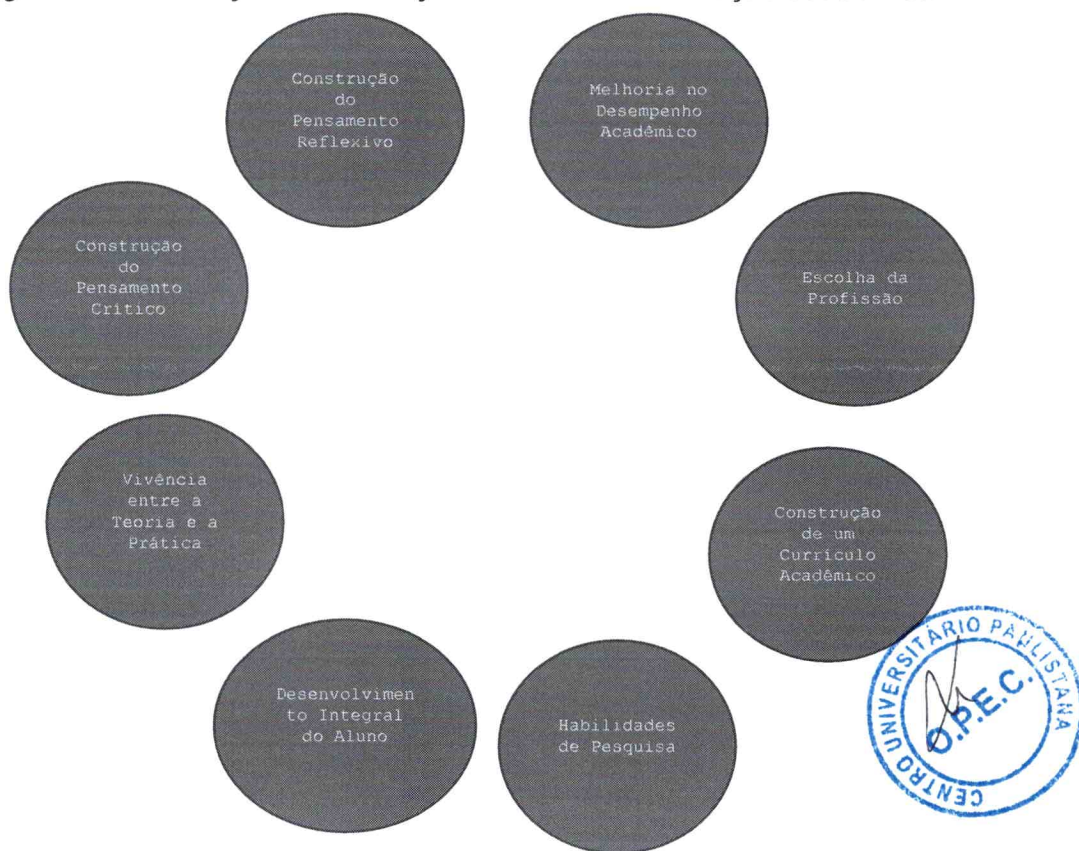 Construção
do
Pensamento
Reflexivo
Melhoria no
Desempenho
Acadêmico
Construção
do
Pensamento
Crítico
Escolha da
Profissão
Vivência
entre a
Teoria e a
Prática
Construção
de um
Currículo
Acadêmico
Desenvolvimen
to Integral
do Aluno
Habilidades
de Pesquisa
CENTRO UNIVERSITÁRIO PAULISTANA
O.P.E.C.